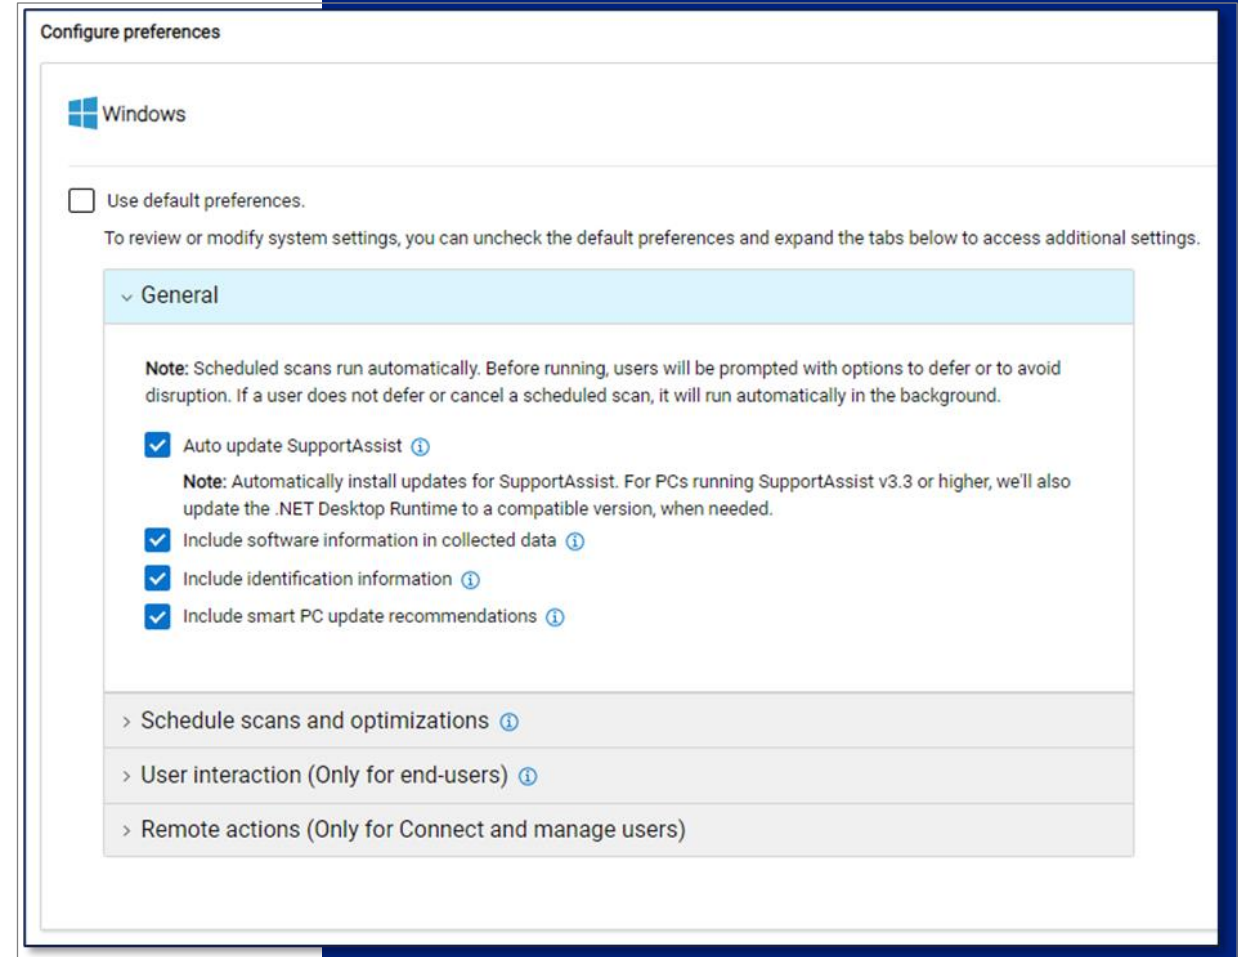 Configure preferences
Windows
Use default preferences.
To review or modify system settings, you can uncheck the default preferences and expand the tabs below to access additional settings.
General
Note: Scheduled scans run automatically. Before running, users will be prompted with options to defer or to avoid
disruption. If a user does not defer or cancel a scheduled scan, it will run automatically in the background.
Auto update SupportAssist
Note: Automatically install updates for SupportAssist. For PCs running SupportAssist v3.3 or higher, we'll also
update the .NET Desktop Runtime to a compatible version, when needed.
Include software information in collected data
Include identification information
Include smart PC update recommendations
Schedule scans and optimizations
User interaction (Only for end-users)
Remote actions (Only for Connect and manage users)